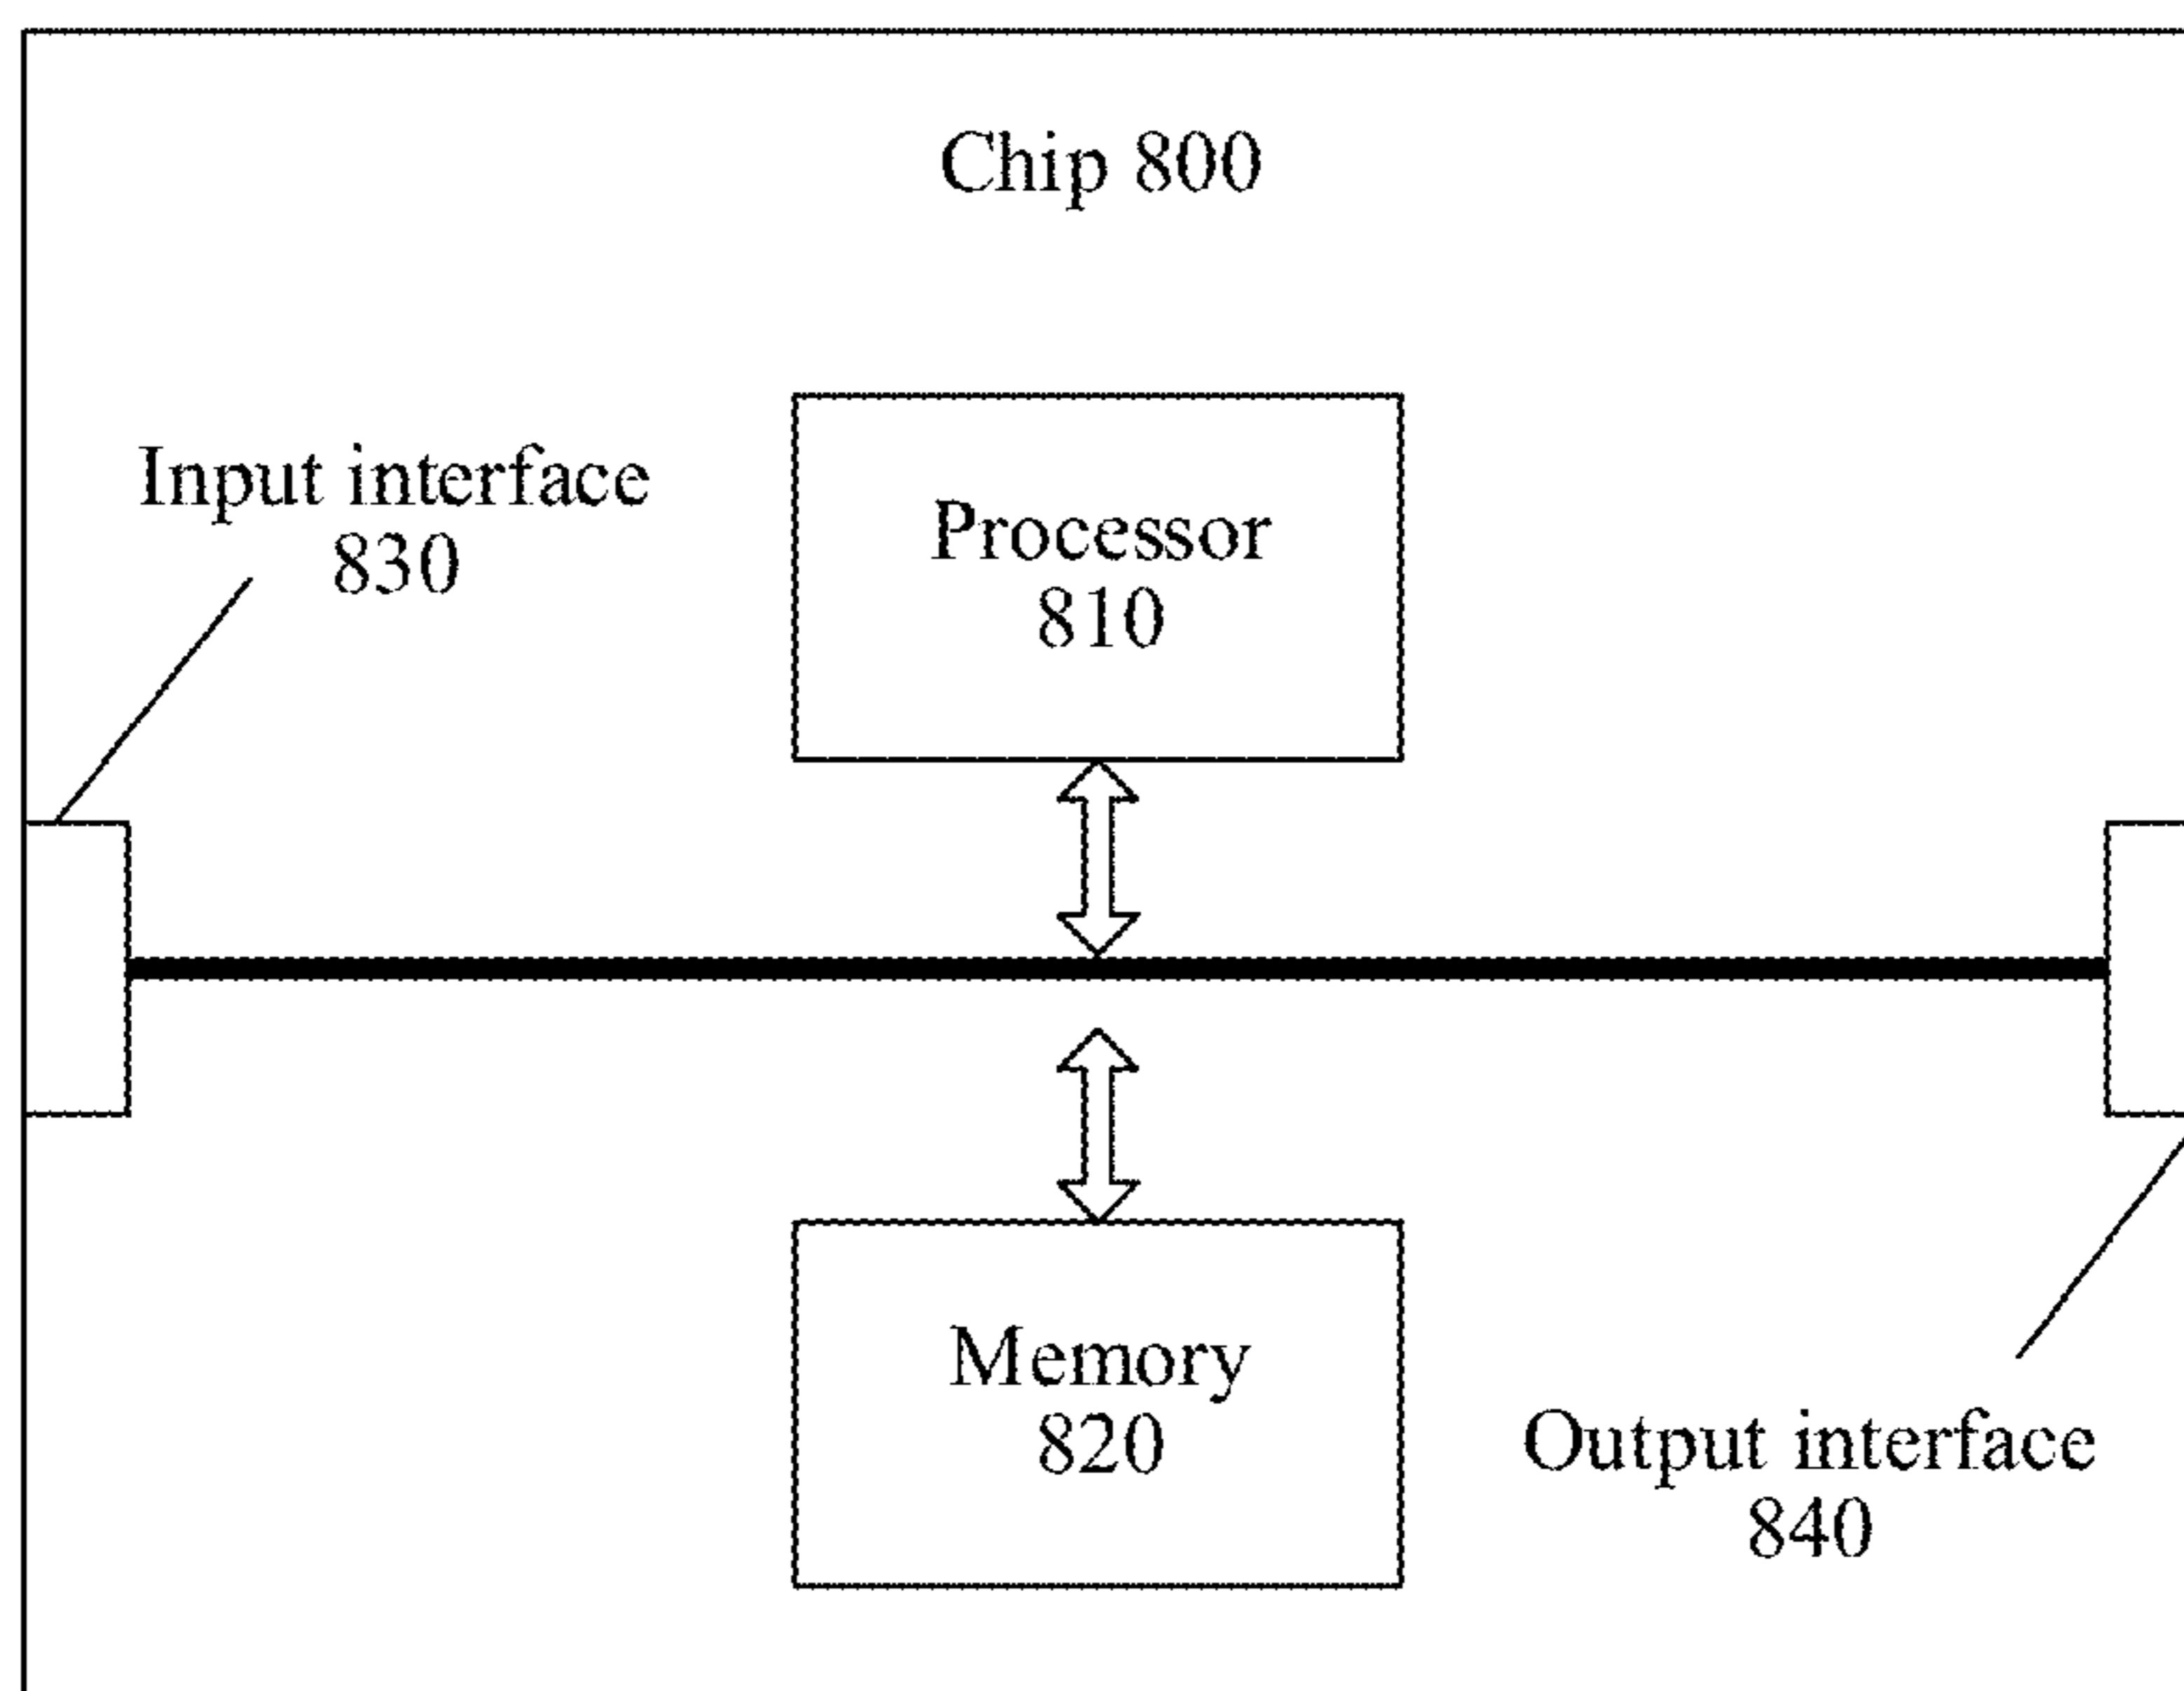 Chip 800
Input interface
830
Processor
810
Memory
820
Output interface
840